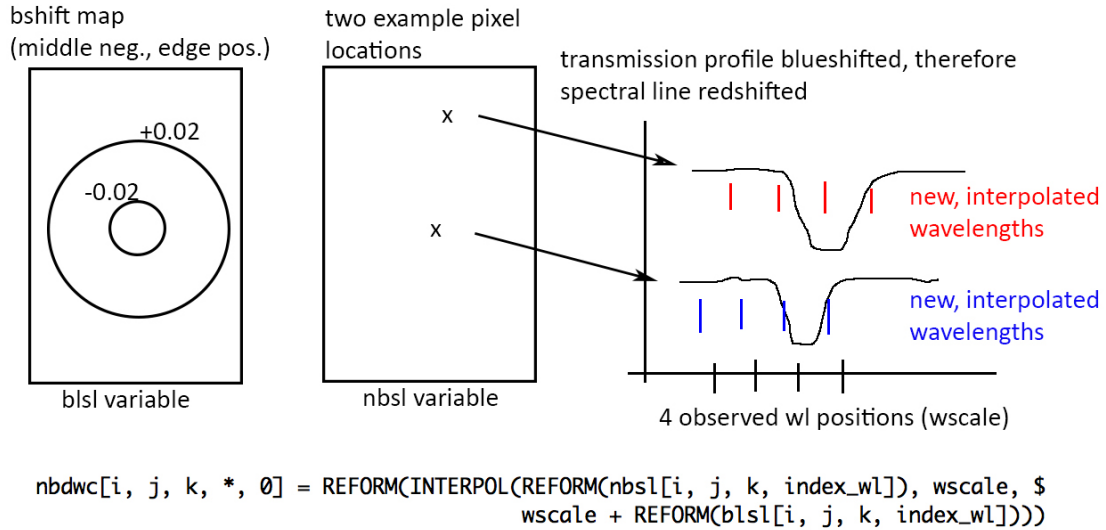 bshift map
(middle neg., edge pos.)
+0.02
-0.02
blsl variable
two example pixel
locations
x
x
nbsl variable
transmission profile blueshifted, therefore
spectral line redshifted
new, interpolated
wavelengths
new, interpolated
wavelengths
4 observed wl positions (wscale)
nbdwc[i, j, k, *, 0] = REFORM(INTERPOL(REFORM(nbsl[i, j, k, index_wl]), wscale, $
wscale + REFORM(blsl[i, j, k, index_wl])))